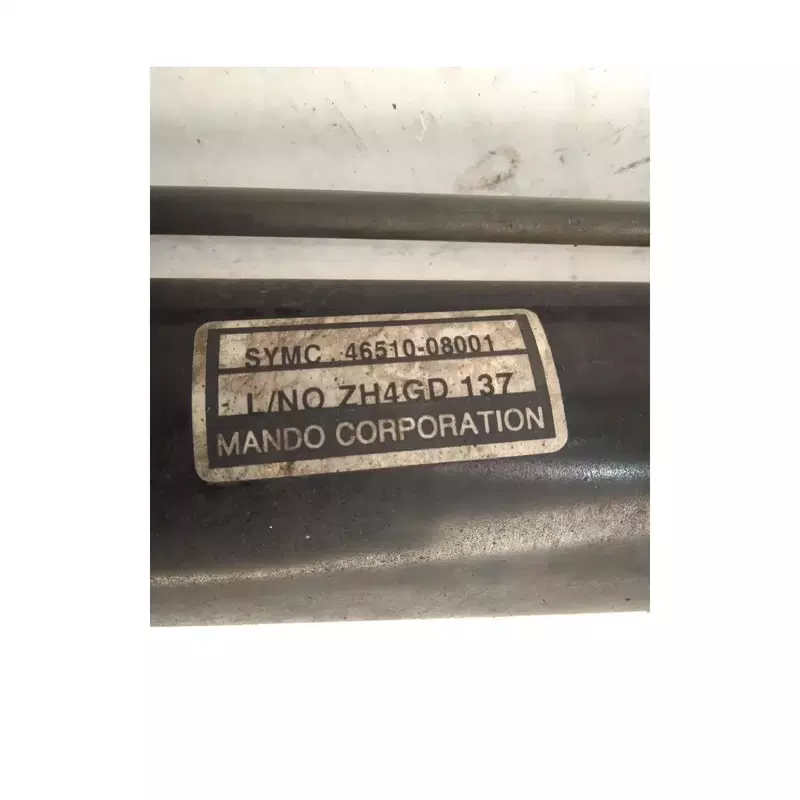 SYMC . 46510-08001
L/NO ZH4GD 137
MANDO CORPORATION